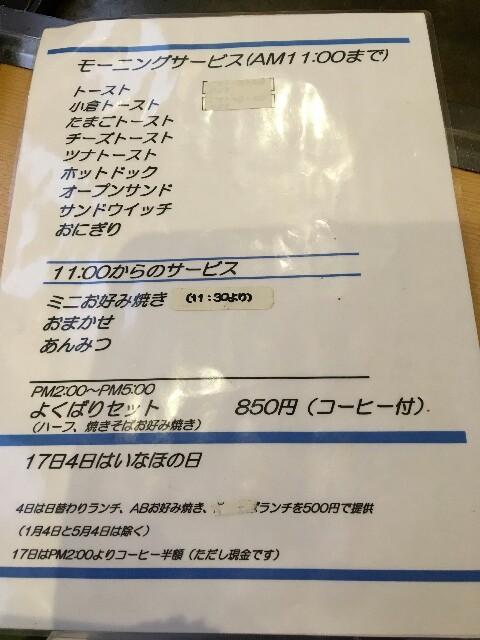 モーニングサービス(AM11:00まで)
トースト
小倉トースト
たまごトースト
チーズトースト
ツナトースト
ホットドック
オープンサンド
サンドウイッチ
おにぎり
11:00からのサービス
ミニお好み焼き (11:30より)
おまかせ
あんみつ
PM2:00～PM5:00
よくばりセット 850円(コーヒー付)
(ハーフ、焼きそばお好み焼き)
17日4日はいなほの日
4日は日替わりランチ、ABお好み焼き、ランチを500円で提供
(1月4日と5月4日は除く)
17日はPM2:00よりコーヒー半額(ただし現金です)